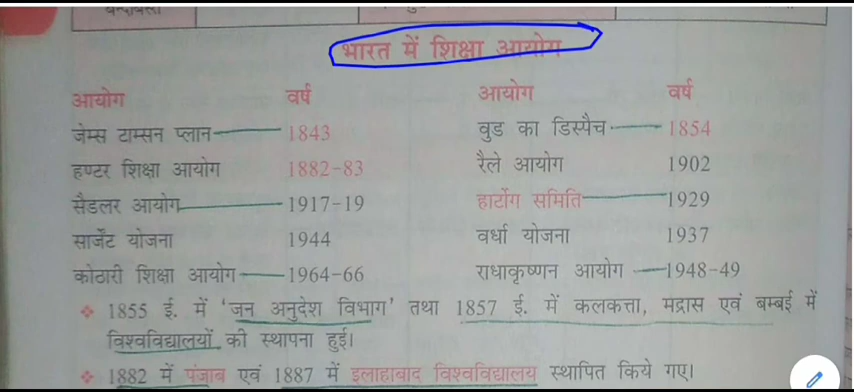 भारत में शिक्षा आयोग
आयोग वर्ष आयोग वर्ष
जेम्स टाम्सन प्लान 1843 वुड का डिस्पैच 1854
हण्टर शिक्षा आयोग 1882-83 रैले आयोग 1902
सैडलर आयोग 1917-19 हार्टोग समिति 1929
सार्जेंट योजना 1944 वर्धा योजना 1937
कोठारी शिक्षा आयोग 1964-66 राधाकृष्णन आयोग 1948-49
❖ 1855 ई. में 'जन अनुदेश विभाग' तथा 1857 ई. में कलकत्ता, मद्रास एवं बम्बई में
विश्वविद्यालयों की स्थापना हुई।
❖ 1882 में पंजाब एवं 1887 में इलाहाबाद विश्वविद्यालय स्थापित किये गए।